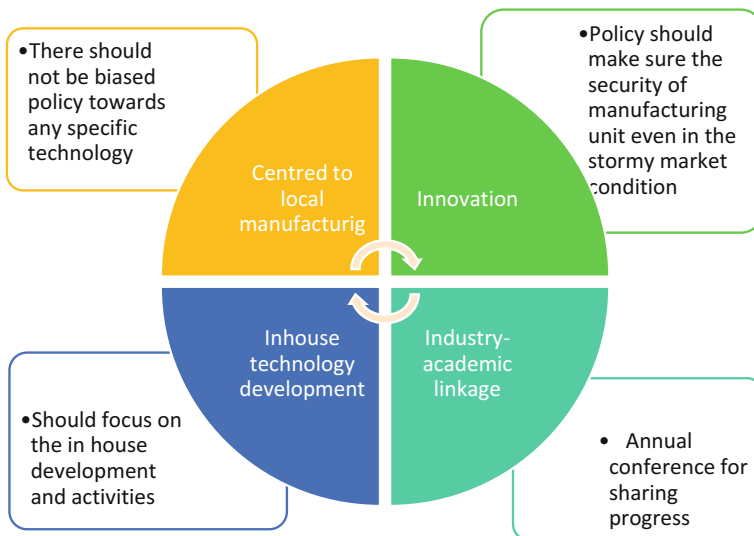 •There should
not be biased
policy towards
any specific
technology
•Policy should
make sure the
security of
manufacturing
unit even in the
stormy market
condition
Centred to
local
manufacturig
Innovation
Inhouse
technology
development
Industry-
academic
linkage
•Should focus on
the in house
development
and activities
• Annual
conference for
sharing
progress